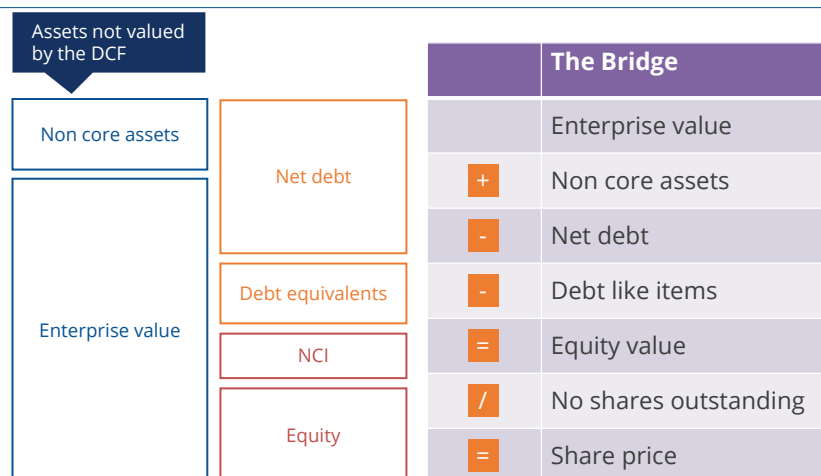 Assets not valued
by the DCF
Non core assets
Enterprise value
Net debt
Debt equivalents
NCI
Equity
The Bridge
Enterprise value
+ Non core assets
- Net debt
- Debt like items
= Equity value
/ No shares outstanding
= Share price